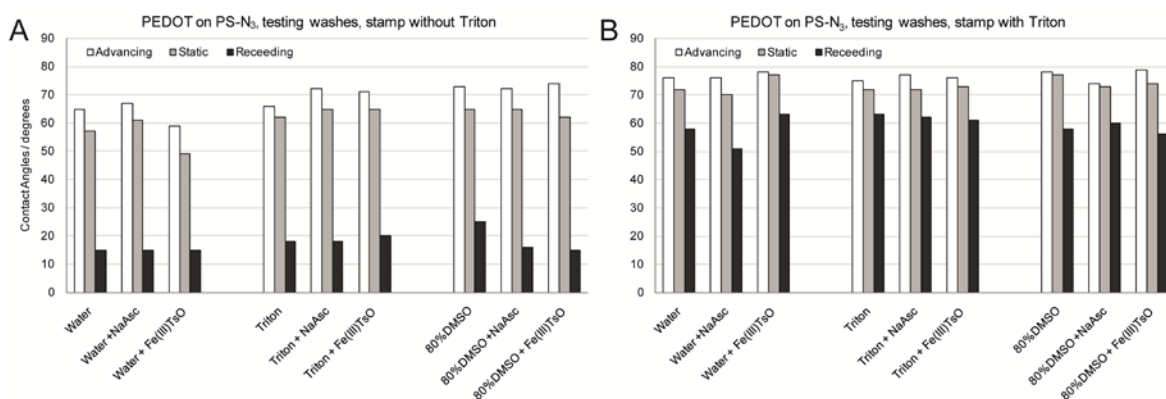 A
PEDOT on PS-N₃, testing washes, stamp without Triton
Advancing Static Receeding
Contact Angles / degrees
90
80
70
60
50
40
30
20
10
0
Water
Water+NaAsc
Water+ Fe(III)TsO
Triton
Triton + NaAsc
Triton + Fe(III)TsO
80%DMSO
80%DMSO +NaAsc
80%DMSO + Fe(III)TsO
B
PEDOT on PS-N₃, testing washes, stamp with Triton
Advancing Static Receeding
90
80
70
60
50
40
30
20
10
0
Water
Water +NaAsc
Water + Fe(III)TsO
Triton
Triton + NaAsc
Triton + Fe(III)TsO
80%DMSO
80%DMSO +NaAsc
80%DMSO + Fe(III)TsO